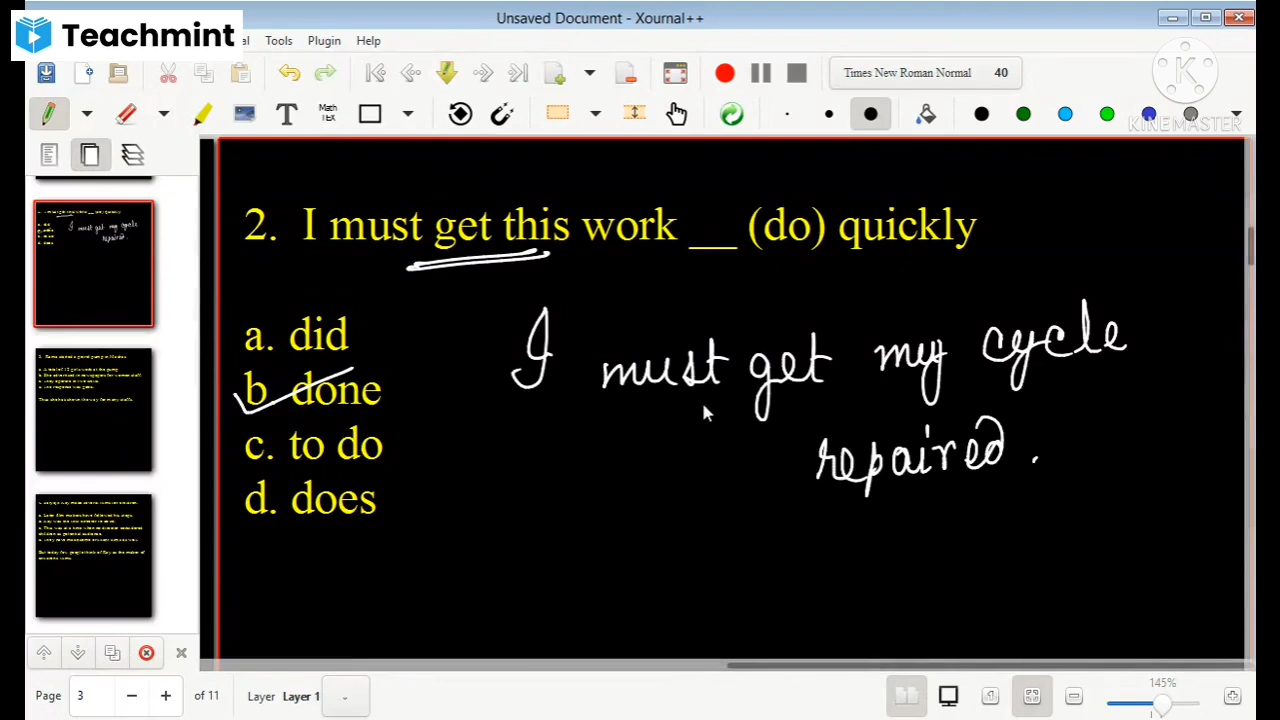 Unsaved Document - Xournal++
Teachmint
Tools Plugin Help
Times New Roman Normal 40
Math
TEX
K
KINEMASTER
2. I must get this work __ (do) quickly
a. did
b. done
c. to do
d. does
I must get my cycle
repaired.
Page 3 of 11 Layer Layer 1
145%